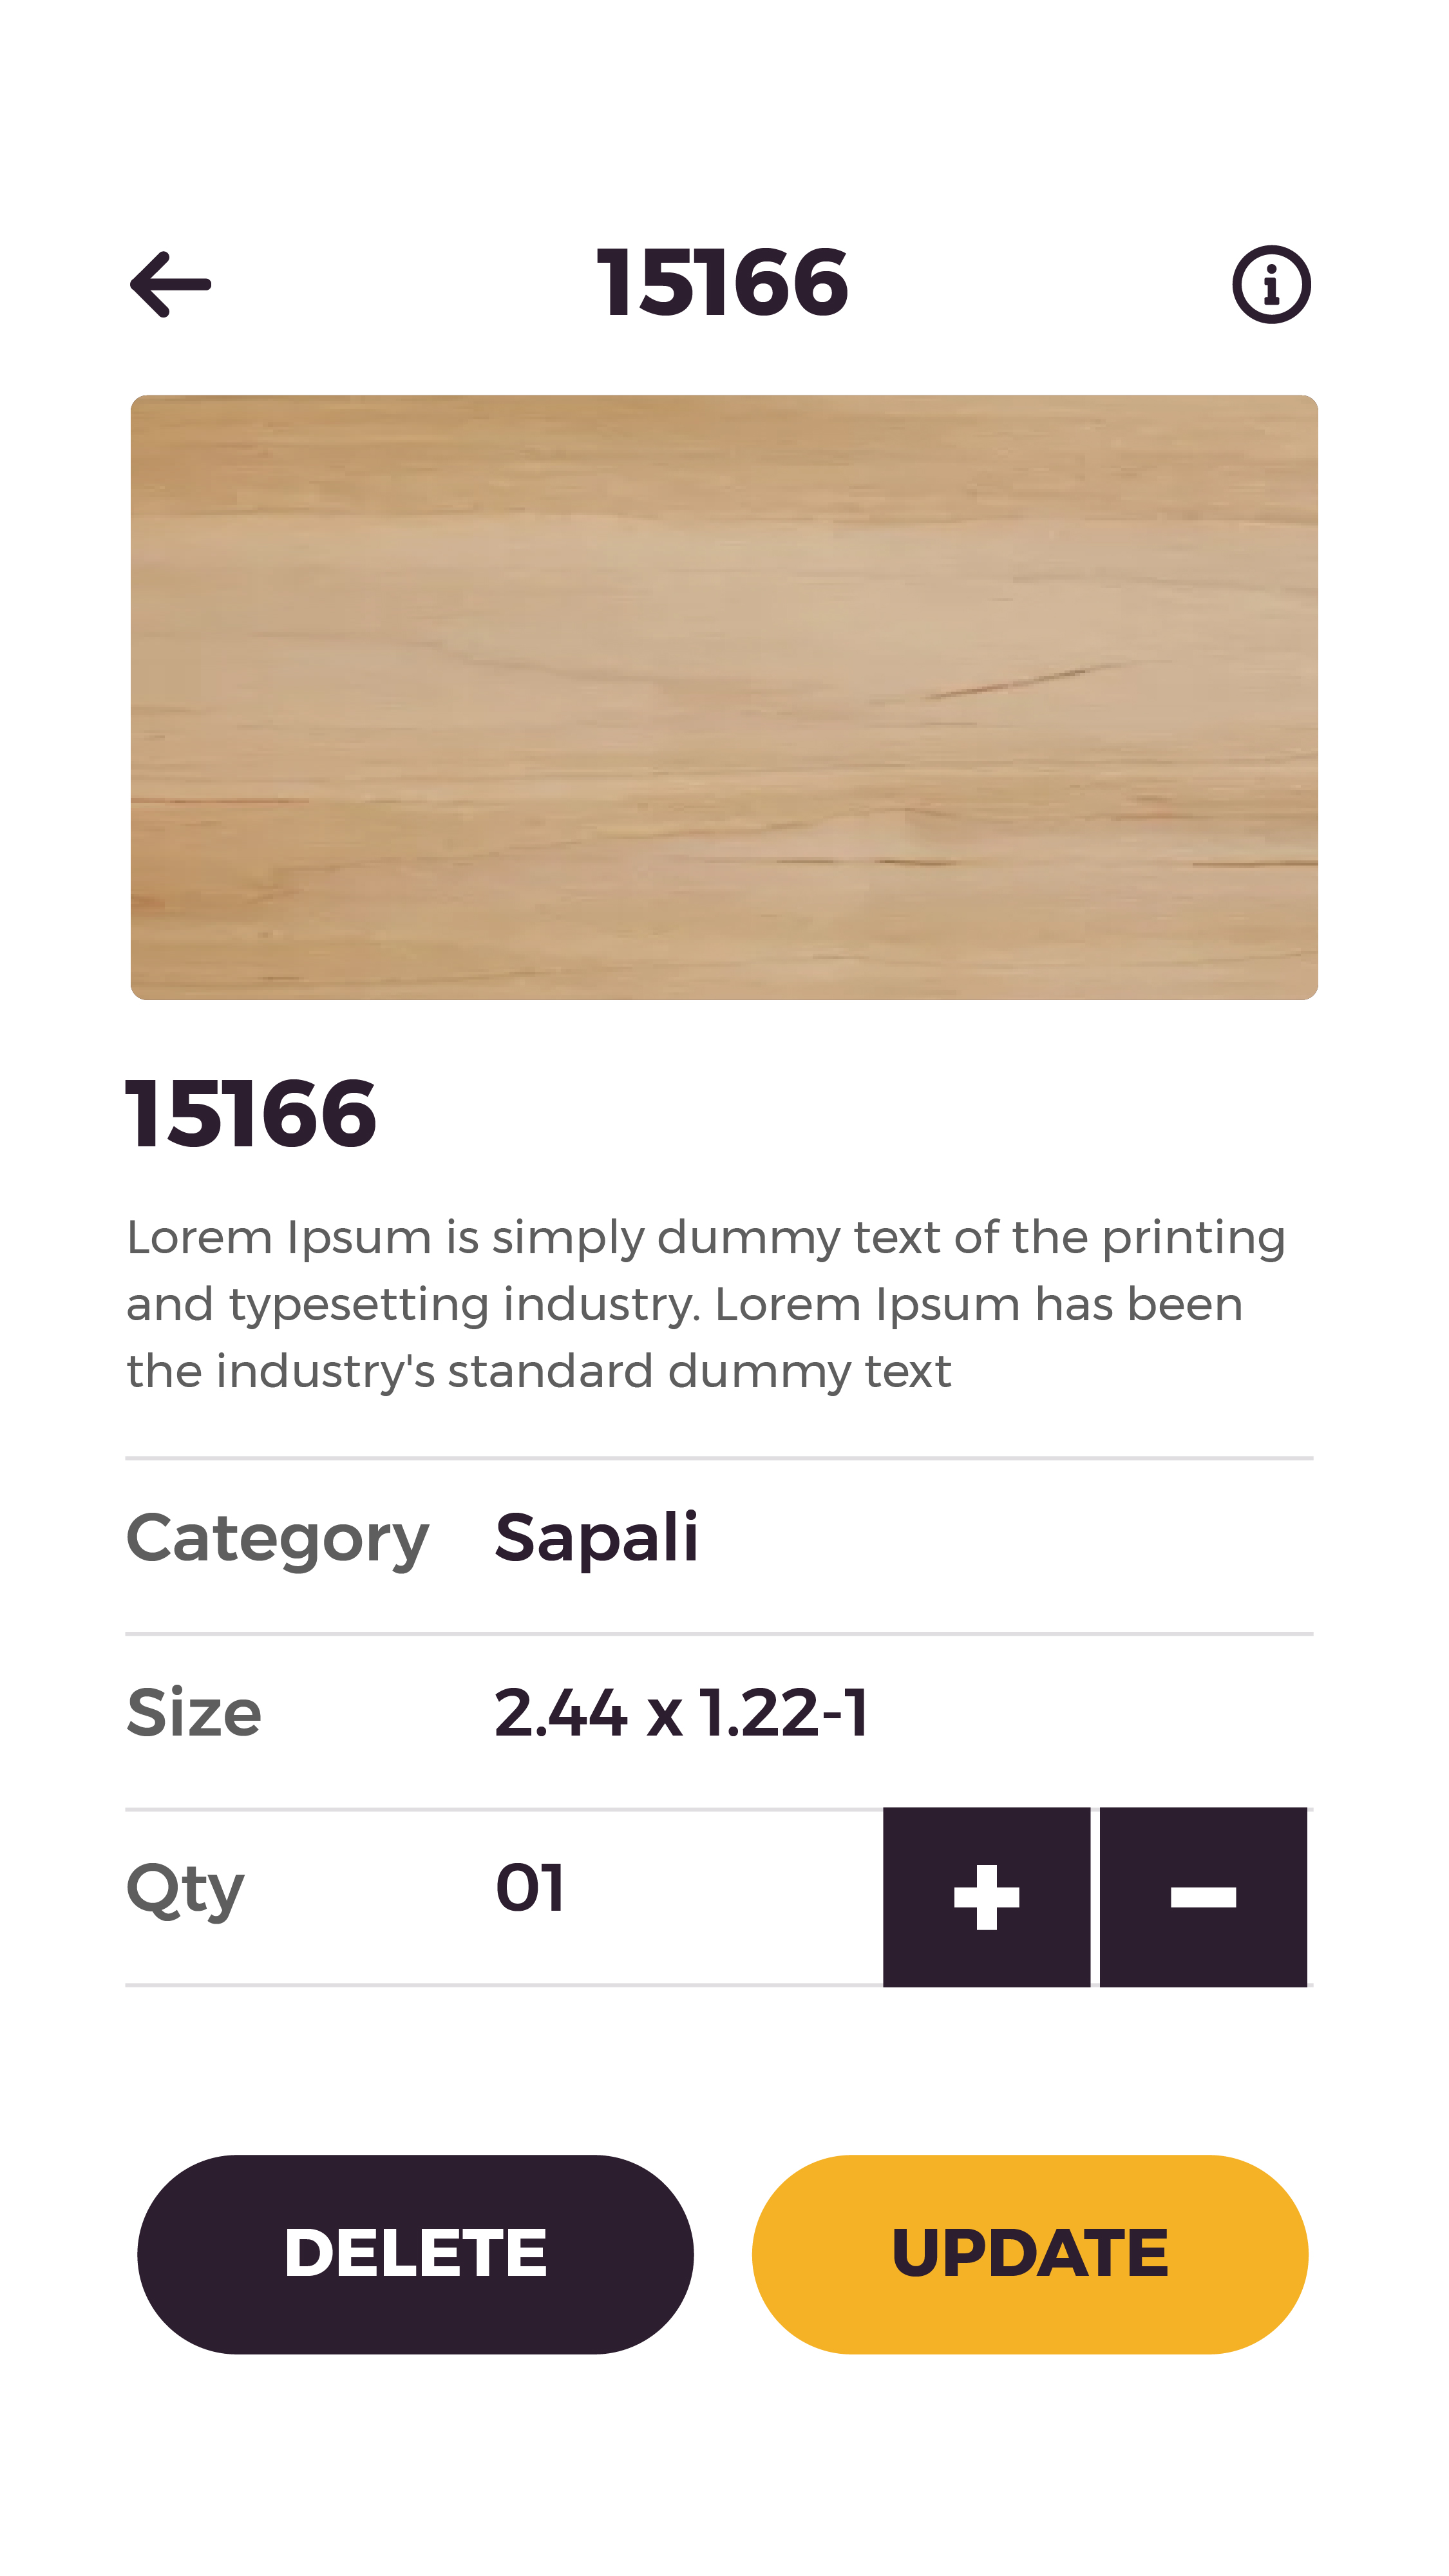 15166
15166
Lorem Ipsum is simply dummy text of the printing
and typesetting industry. Lorem Ipsum has been
the industry's standard dummy text
Category Sapali
Size 2.44 x 1.22-1
Qty 01 + −
DELETE UPDATE